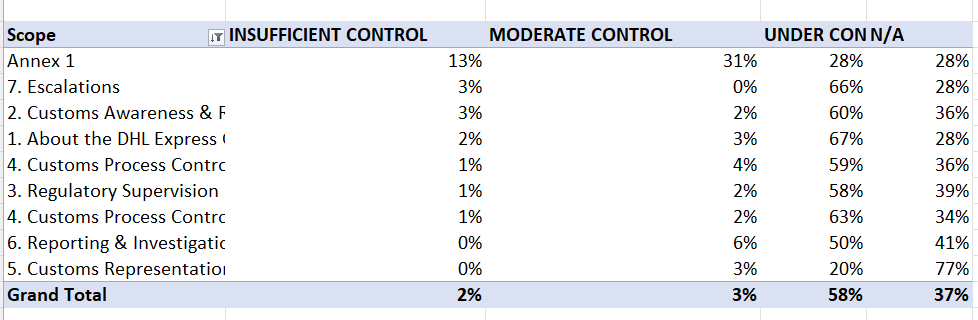 Scope INSUFFICIENT CONTROL MODERATE CONTROL UNDER CON N/A
Annex 1 13% 31% 28% 28%
7. Escalations 3% 0% 66% 28%
2. Customs Awareness & R 3% 2% 60% 36%
1. About the DHL Express 2% 3% 67% 28%
4. Customs Process Contro 1% 4% 59% 36%
3. Regulatory Supervision 1% 2% 58% 39%
4. Customs Process Contro 1% 2% 63% 34%
6. Reporting & Investigatio 0% 6% 50% 41%
5. Customs Representation 0% 3% 20% 77%
Grand Total 2% 3% 58% 37%